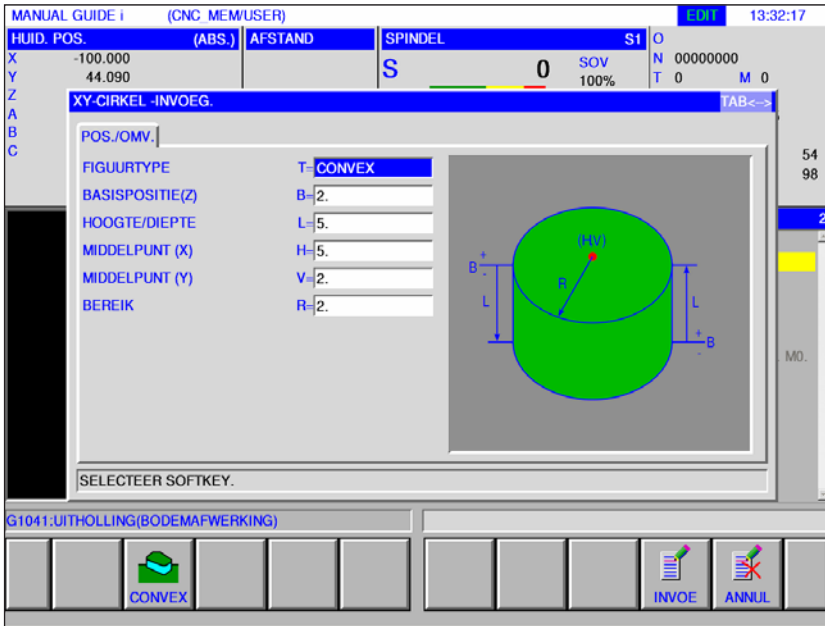 MANUAL GUIDE i (CNC_MEM/USER) EDIT 13:32:17
HUID. POS. (ABS.) AFSTAND SPINDEL S1 O
X -100.000 S 0 SOV 100% N 00000000
Y 44.090 T 0 M 0
Z
A
B
C
54
98
2
XY-CIRKEL -INVOEG. TAB<-->
POS./OMV.
FIGUURTYPE T= CONVEX
BASISPOSITIE(Z) B= 2.
HOOGTE/DIEPTE L= 5.
MIDDELPUNT (X) H= 5.
MIDDELPUNT (Y) V= 2.
BEREIK R= 2.
(HV)
R
B + -
L
L
+ - B
M0.
SELECTEER SOFTKEY.
G1041:UITHOLLING(BODEMAFWERKING)
CONVEX INVOE ANNUL